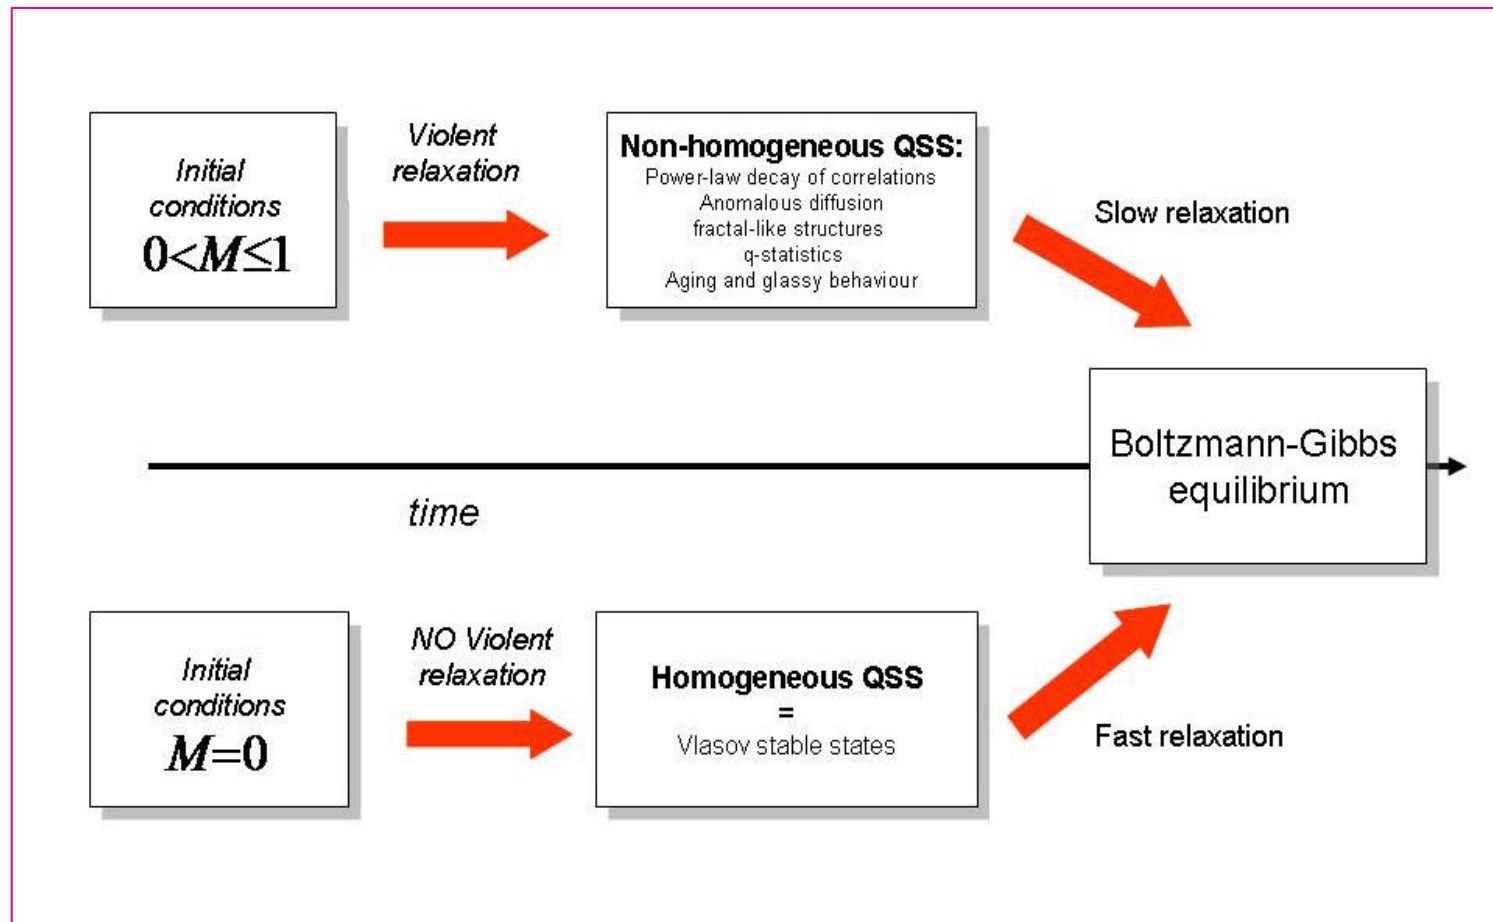 Initial
conditions
0<M≤1
Violent
relaxation
Non-homogeneous QSS:
Power-law decay of correlations
Anomalous diffusion
fractal-like structures
q-statistics
Aging and glassy behaviour
Slow relaxation
Boltzmann-Gibbs
equilibrium
time
Initial
conditions
M=0
NO Violent
relaxation
Homogeneous QSS
=
Vlasov stable states
Fast relaxation